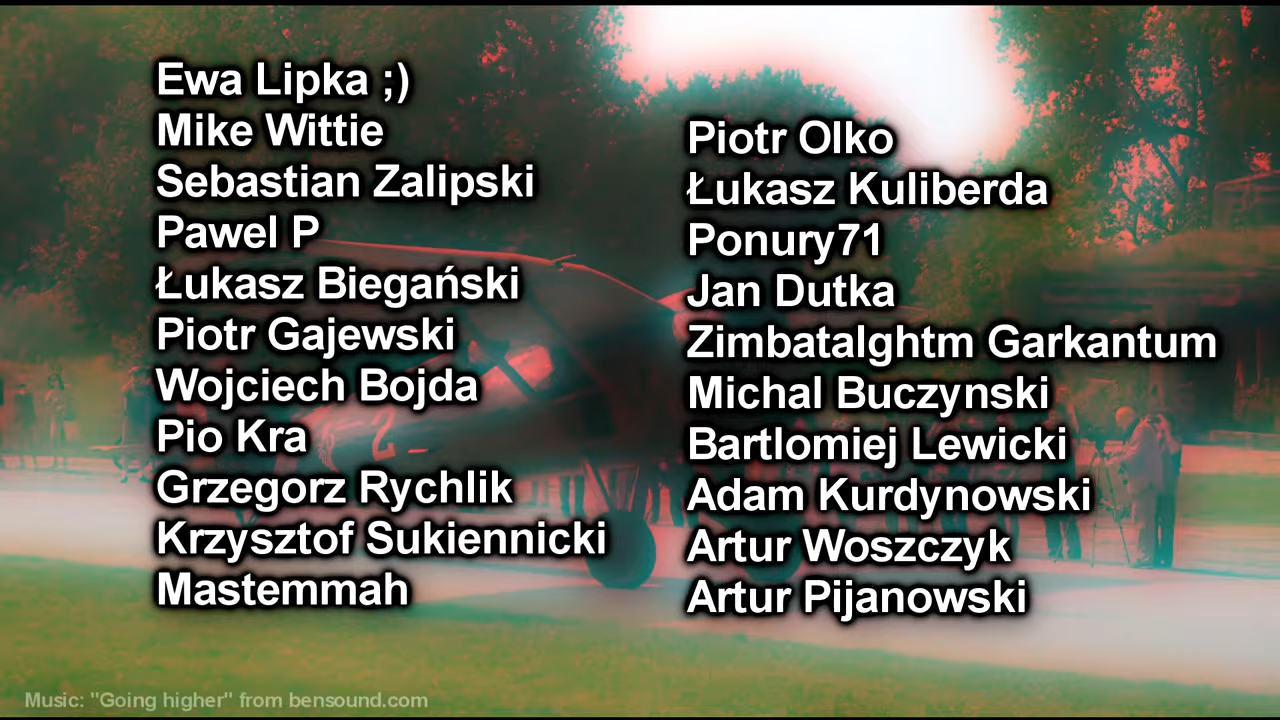 Ewa Lipka ;)
Mike Wittie
Sebastian Zalipski
Pawel P
Łukasz Biegański
Piotr Gajewski
Wojciech Bojda
Pio Kra
Grzegorz Rychlik
Krzysztof Sukiennicki
Mastemmah
Piotr Olko
Łukasz Kuliberda
Ponury71
Jan Dutka
Zimbatalghtm Garkantum
Michal Buczynski
Bartlomiej Lewicki
Adam Kurdynowski
Artur Woszczyk
Artur Pijanowski
2
Music: "Going higher" from bensound.com